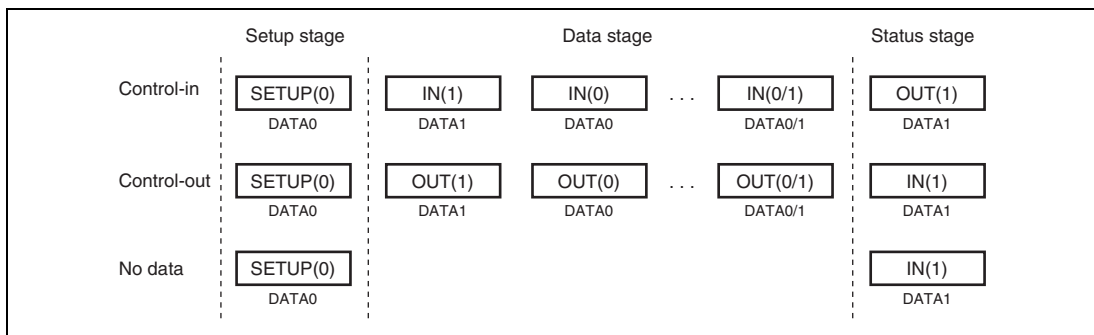 Setup stage Data stage Status stage
Control-in SETUP(0) IN(1) IN(0) . . . IN(0/1) OUT(1)
DATA0 DATA1 DATA0 DATA0/1 DATA1
Control-out SETUP(0) OUT(1) OUT(0) . . . OUT(0/1) IN(1)
DATA0 DATA1 DATA0 DATA0/1 DATA1
No data SETUP(0) IN(1)
DATA0 DATA1